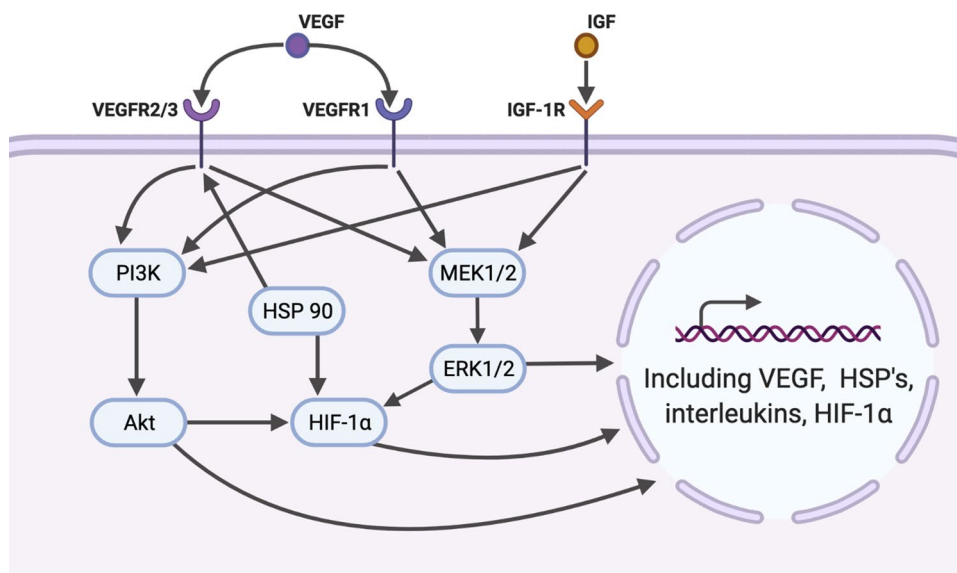 VEGF
IGF
VEGFR2/3
VEGFR1
IGF-1R
PI3K
MEK1/2
HSP 90
ERK1/2
Including VEGF, HSP's,
interleukins, HIF-1α
Akt
HIF-1α